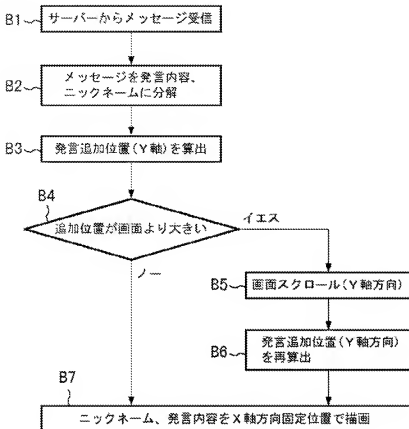 B1
サーバーからメッセージ受信
B2
メッセージを発言内容、
ニックネームに分解
B3
発言追加位置(Y軸)を算出
B4
追加位置が画面より大きい
イエス
ノー
B5
画面スクロール(Y軸方向)
B6
発言追加位置(Y軸方向)
を再算出
B7
ニックネーム、発言内容をX軸方向固定位置で描画